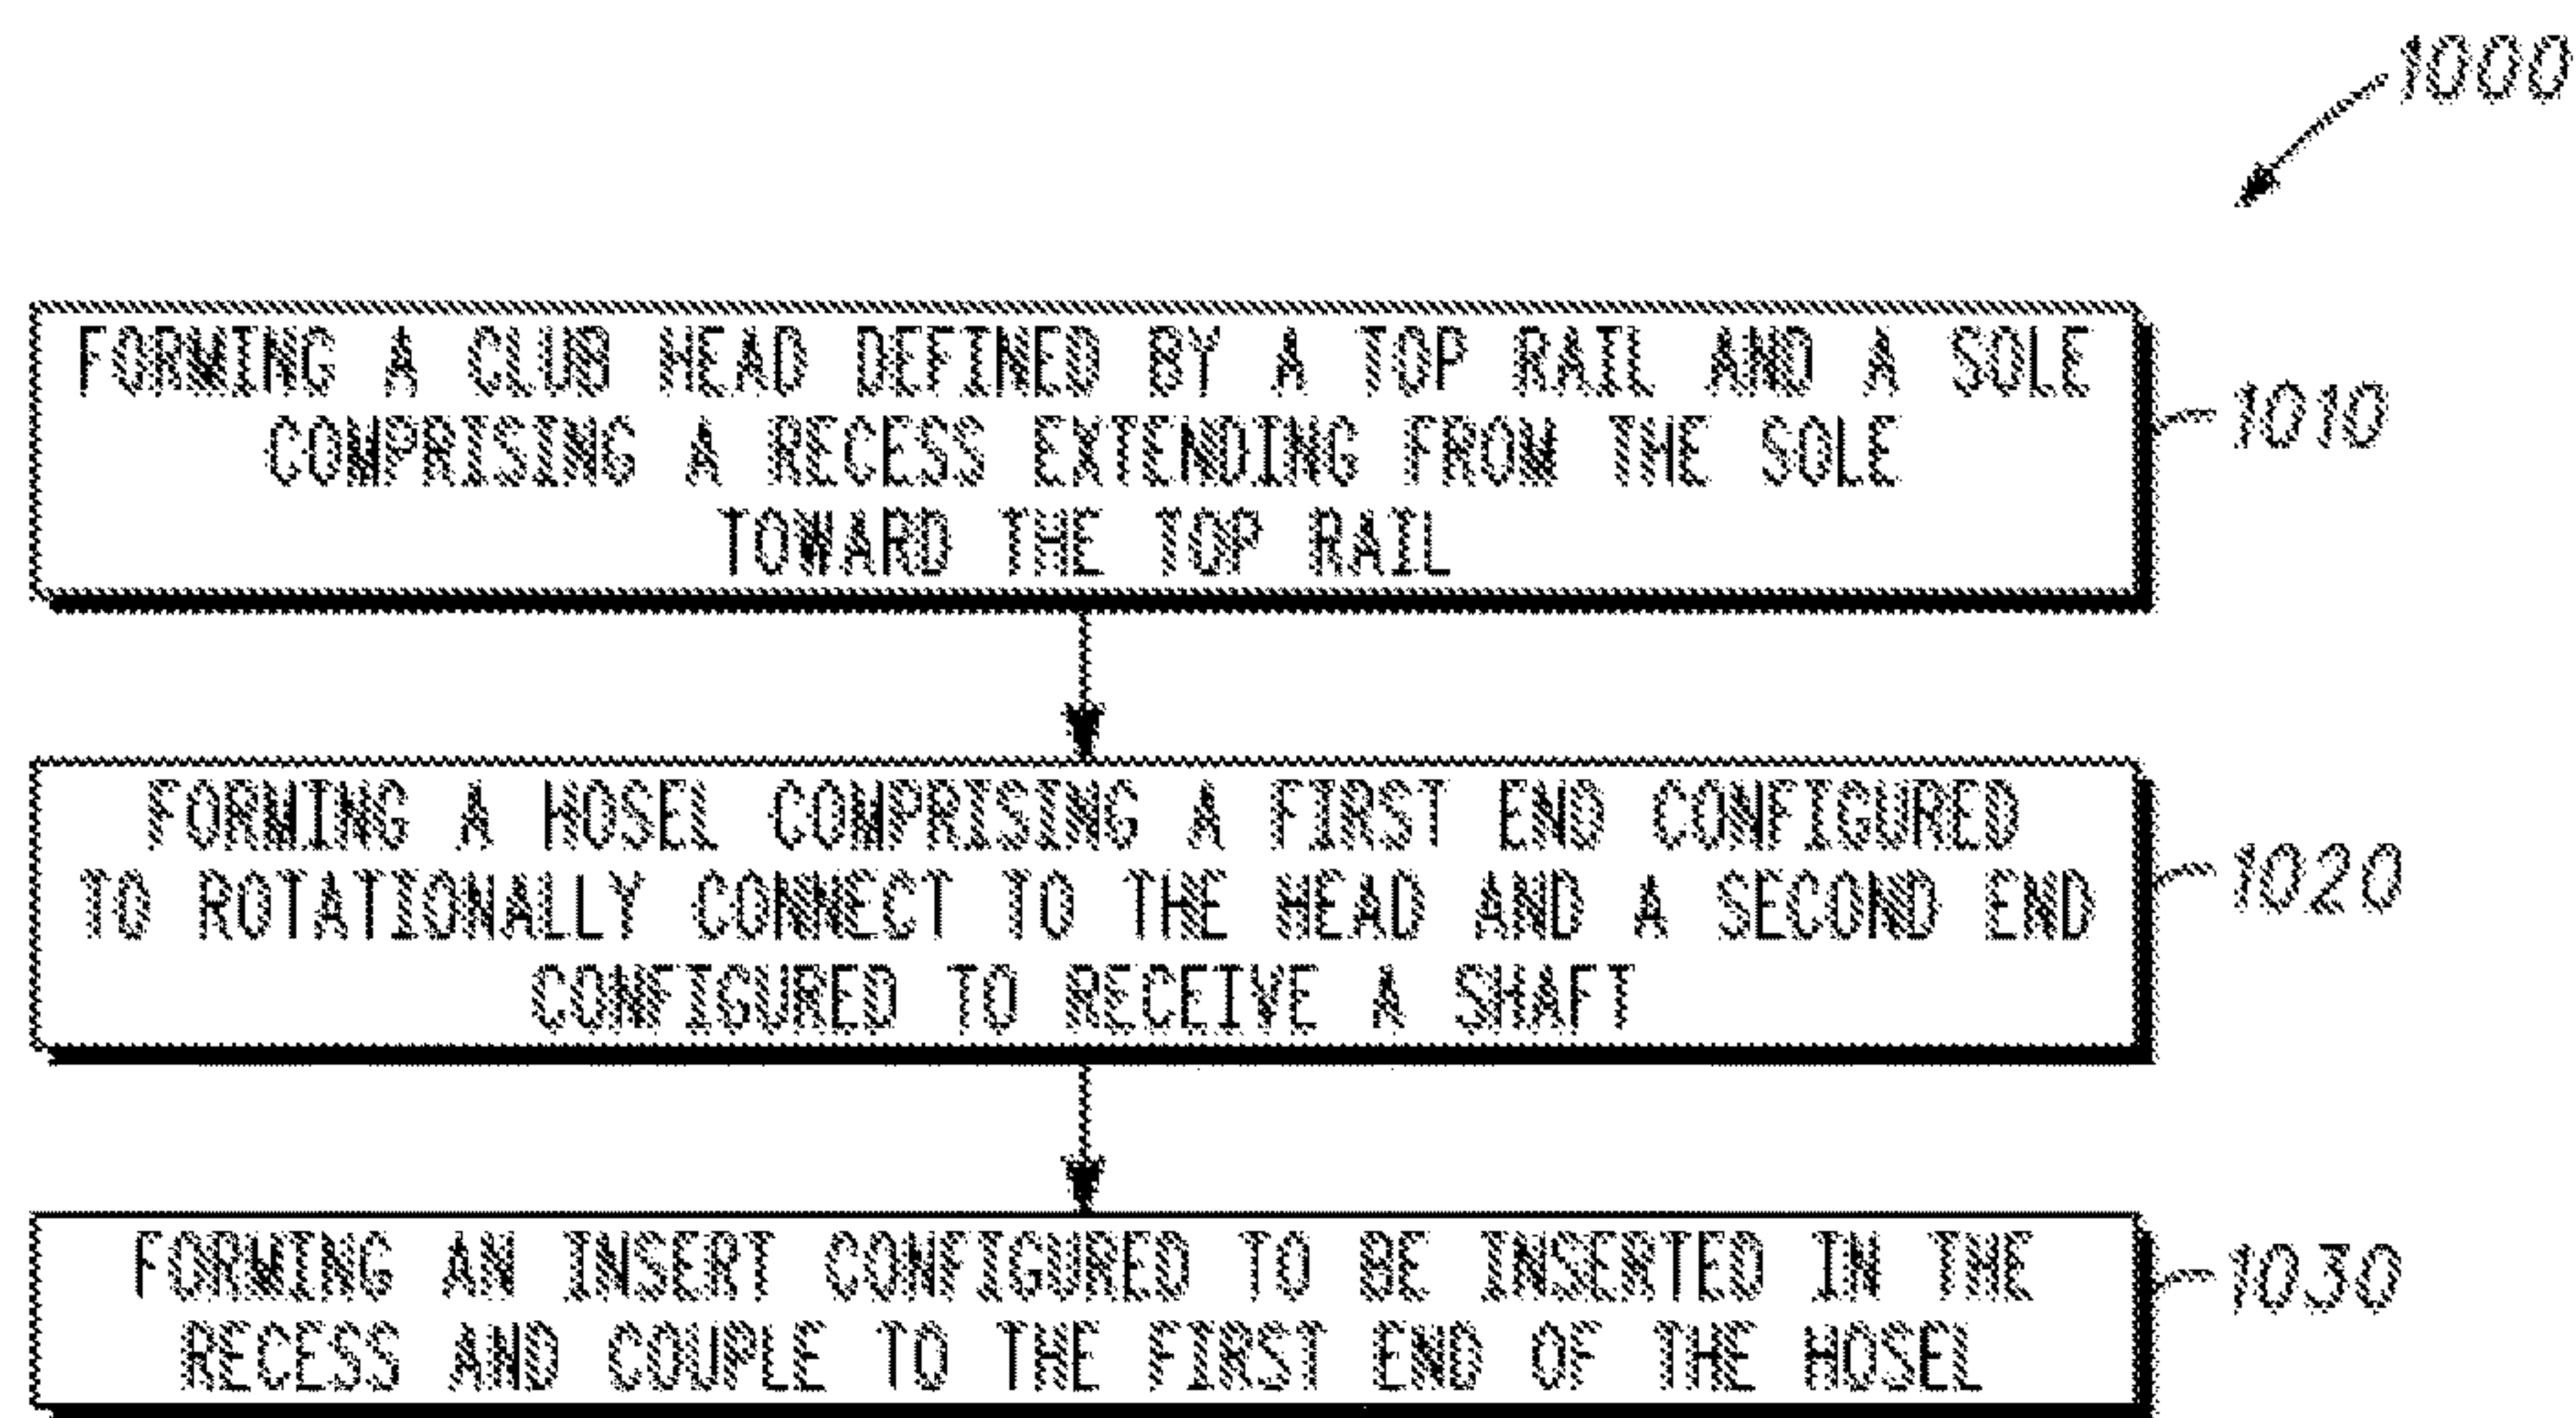 1000
FORMING A CLUB HEAD DEFINED BY A TOP RAIL AND A SOLE
COMPRISING A RECESS EXTENDING FROM THE SOLE
TOWARD THE TOP RAIL
1010
FORMING A HOSEL COMPRISING A FIRST END CONFIGURED
TO ROTATIONALLY CONNECT TO THE HEAD AND A SECOND END
CONFIGURED TO RECEIVE A SHAFT
1020
FORMING AN INSERT CONFIGURED TO BE INSERTED IN THE
RECESS AND COUPLE TO THE FIRST END OF THE HOSEL
1030